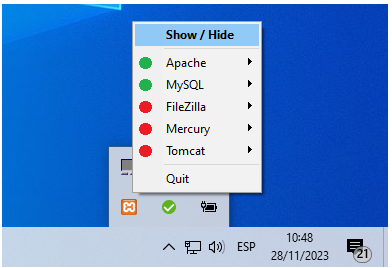 Show / Hide
Apache
MySQL
FileZilla
Mercury
Tomcat
Quit
ESP
10:48
28/11/2023
21